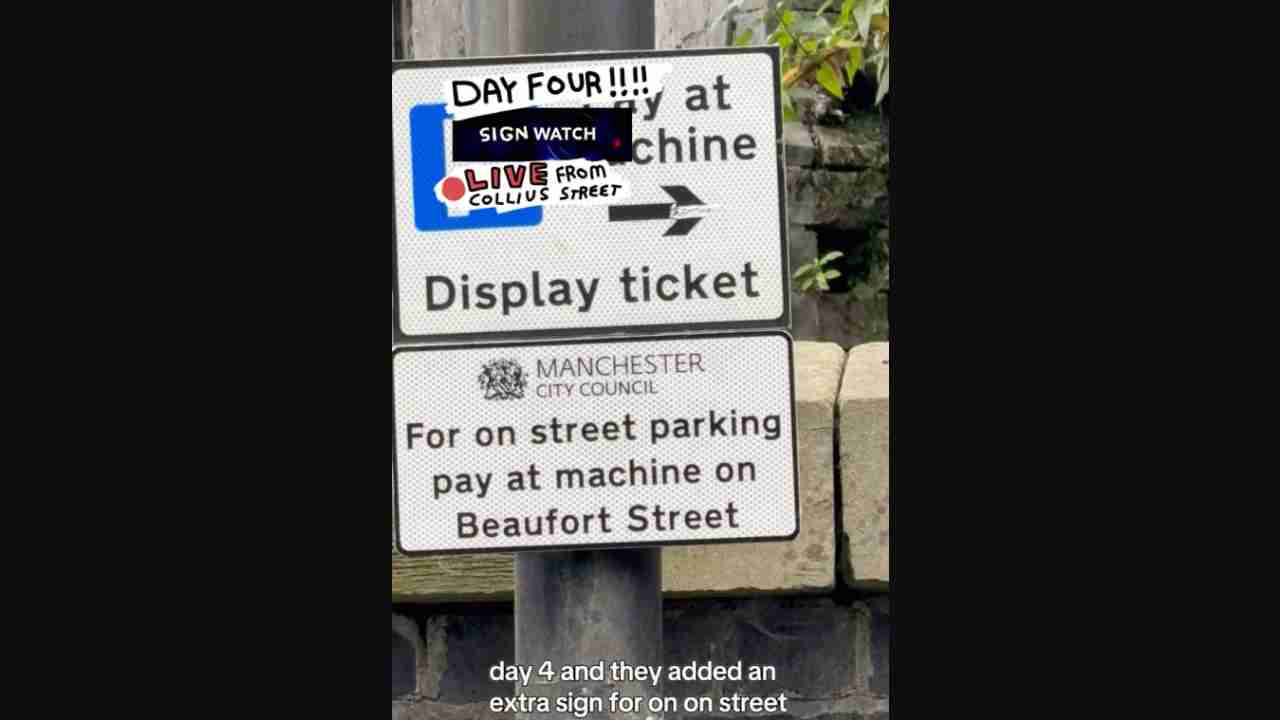 DAY FOUR!!!!
SIGN WATCH
LIVE FROM
COLLIUS STREET
at
Display ticket
MANCHESTER
CITY COUNCIL
For on street parking
pay at machine on
Beaufort Street
day 4 and they added an
extra sign for on on street